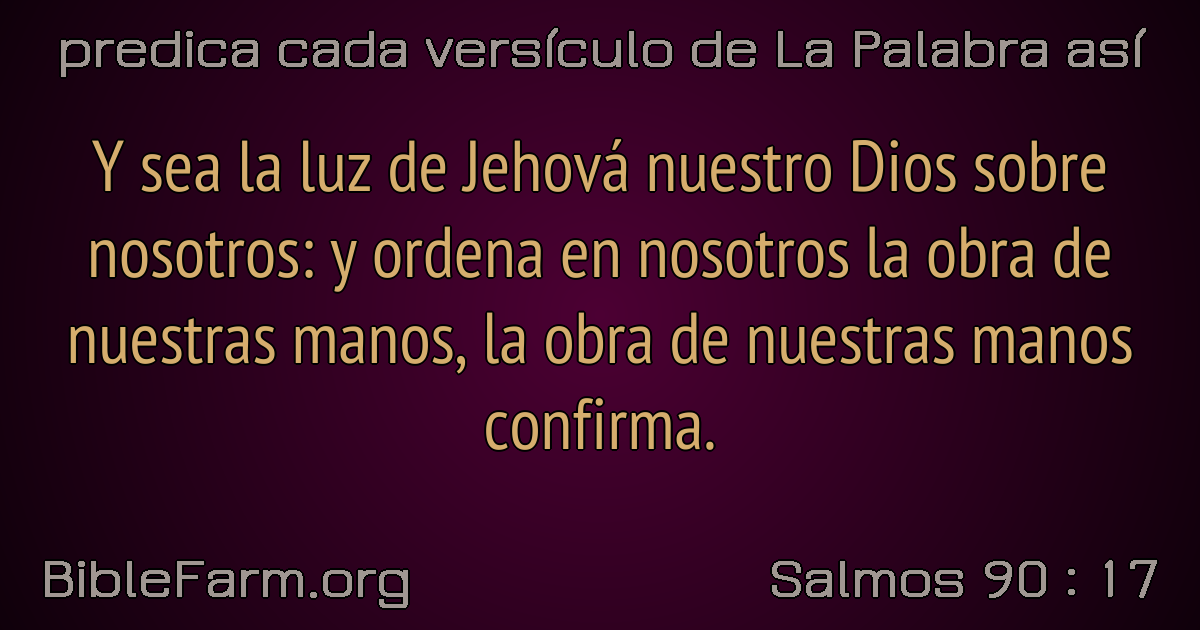 predica cada versículo de La Palabra así
Y sea la luz de Jehová nuestro Dios sobre
nosotros: y ordena en nosotros la obra de
nuestras manos, la obra de nuestras manos
confirma.
BibleFarm.org
Salmos 90 : 17